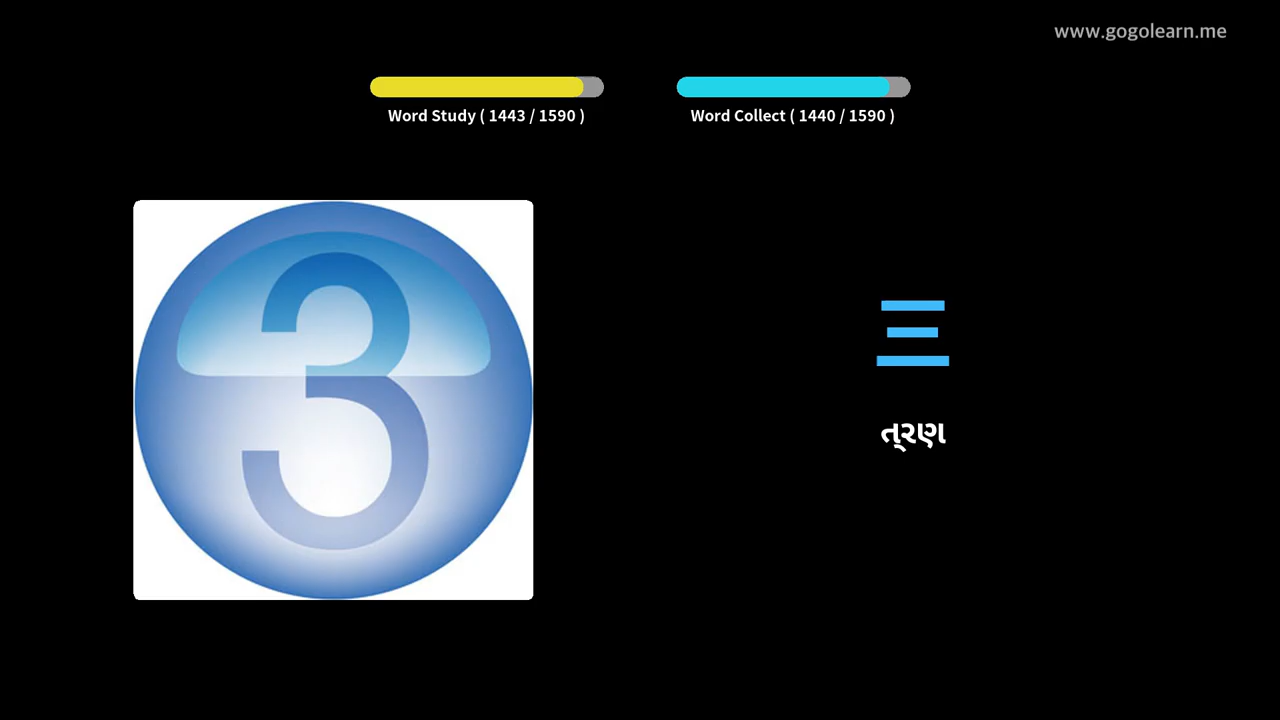 www.gogolearn.me
Word Study ( 1443 / 1590 )
Word Collect ( 1440 / 1590 )
3
三
ત્રણ